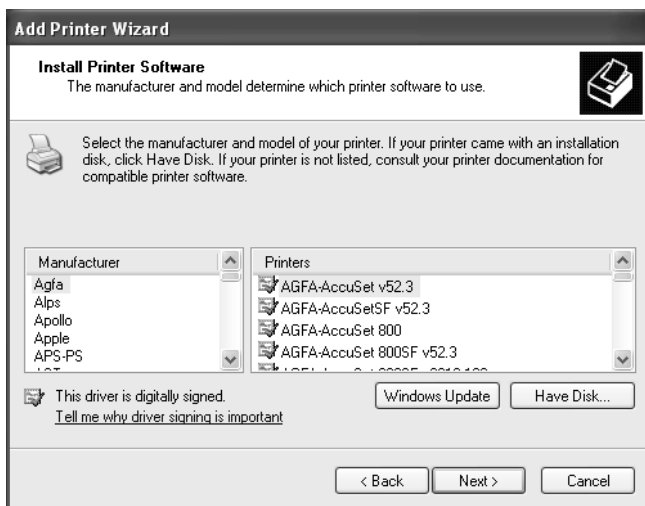 Add Printer Wizard
Install Printer Software
The manufacturer and model determine which printer software to use.
Select the manufacturer and model of your printer. If your printer came with an installation
disk, click Have Disk. If your printer is not listed, consult your printer documentation for
compatible printer software.
Manufacturer
Agfa
Alps
Apollo
Apple
APS-PS
Printers
AGFA-AccuSet v52.3
AGFA-AccuSetSF v52.3
AGFA-AccuSet 800
AGFA-AccuSet 800SF v52.3
This driver is digitally signed.
Tell me why driver signing is important
Windows Update
Have Disk...
< Back
Next >
Cancel